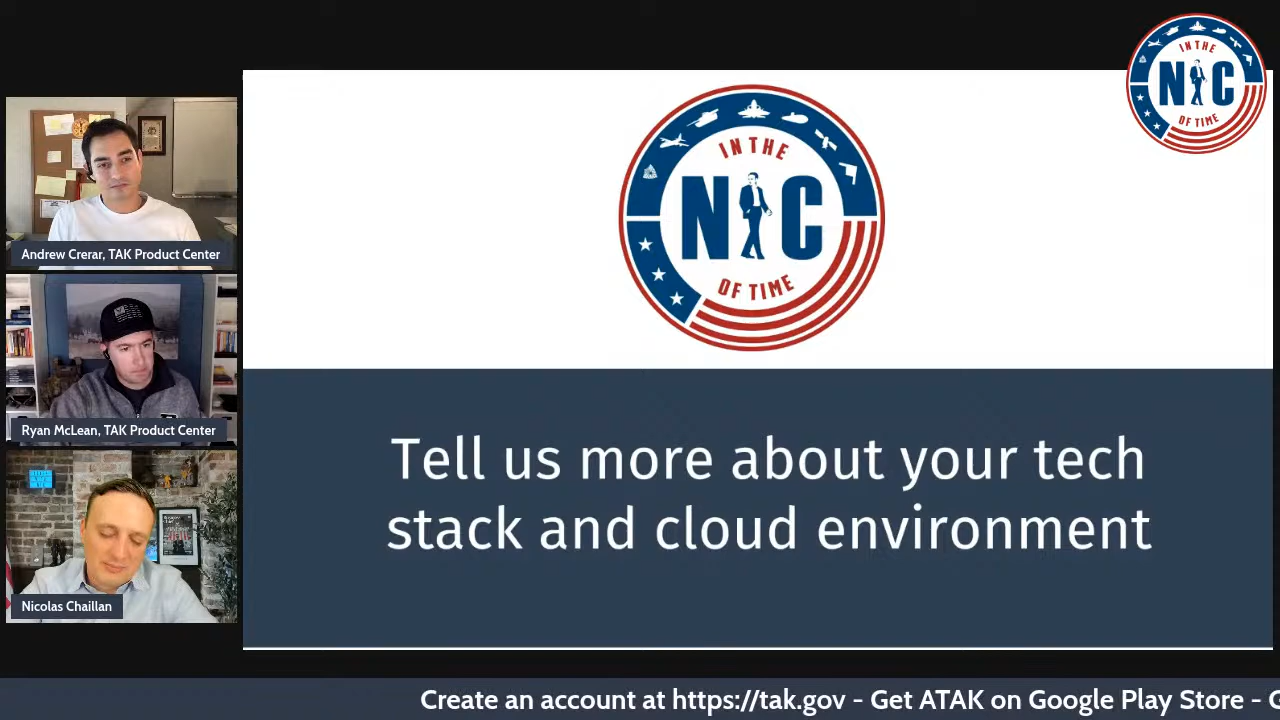 IN THE
NIC
OF TIME
IN THE
NIC
OF TIME
Andrew Crerar, TAK Product Center
Ryan McLean, TAK Product Center
Nicolas Chaillan
Tell us more about your tech
stack and cloud environment
Create an account at https://tak.gov - Get ATAK on Google Play Store -